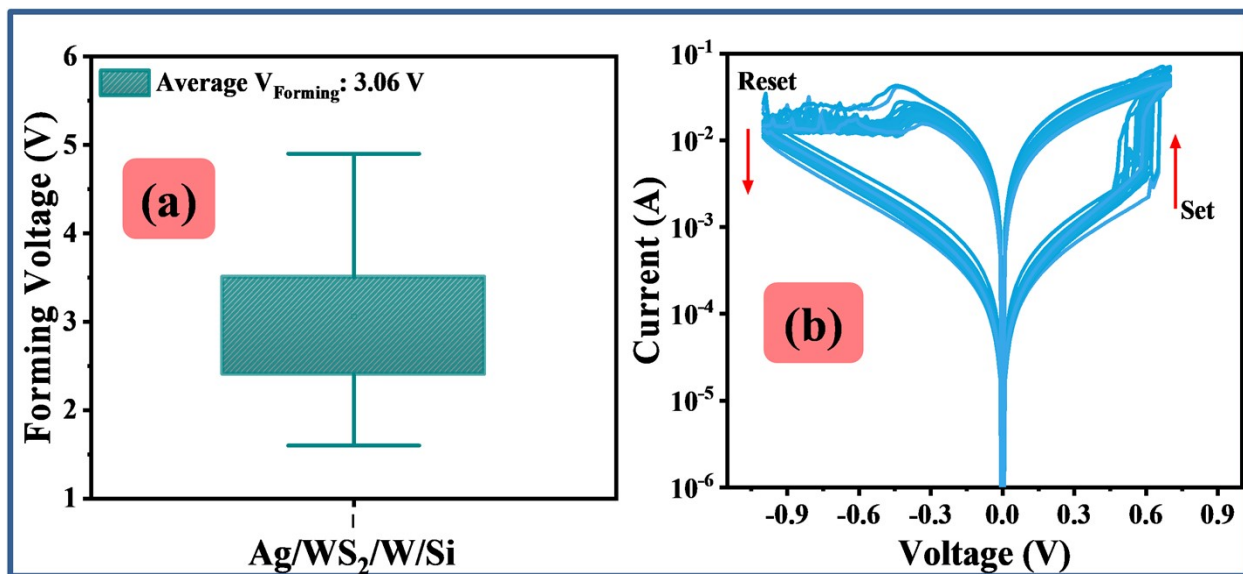 Average V_Forming: 3.06 V
(a)
Forming Voltage (V)
6
5
4
3
2
1
Ag/WS₂/W/Si
Reset
Set
(b)
Current (A)
10⁻¹
10⁻²
10⁻³
10⁻⁴
10⁻⁵
10⁻⁶
-0.9 -0.6 -0.3 0.0 0.3 0.6 0.9
Voltage (V)